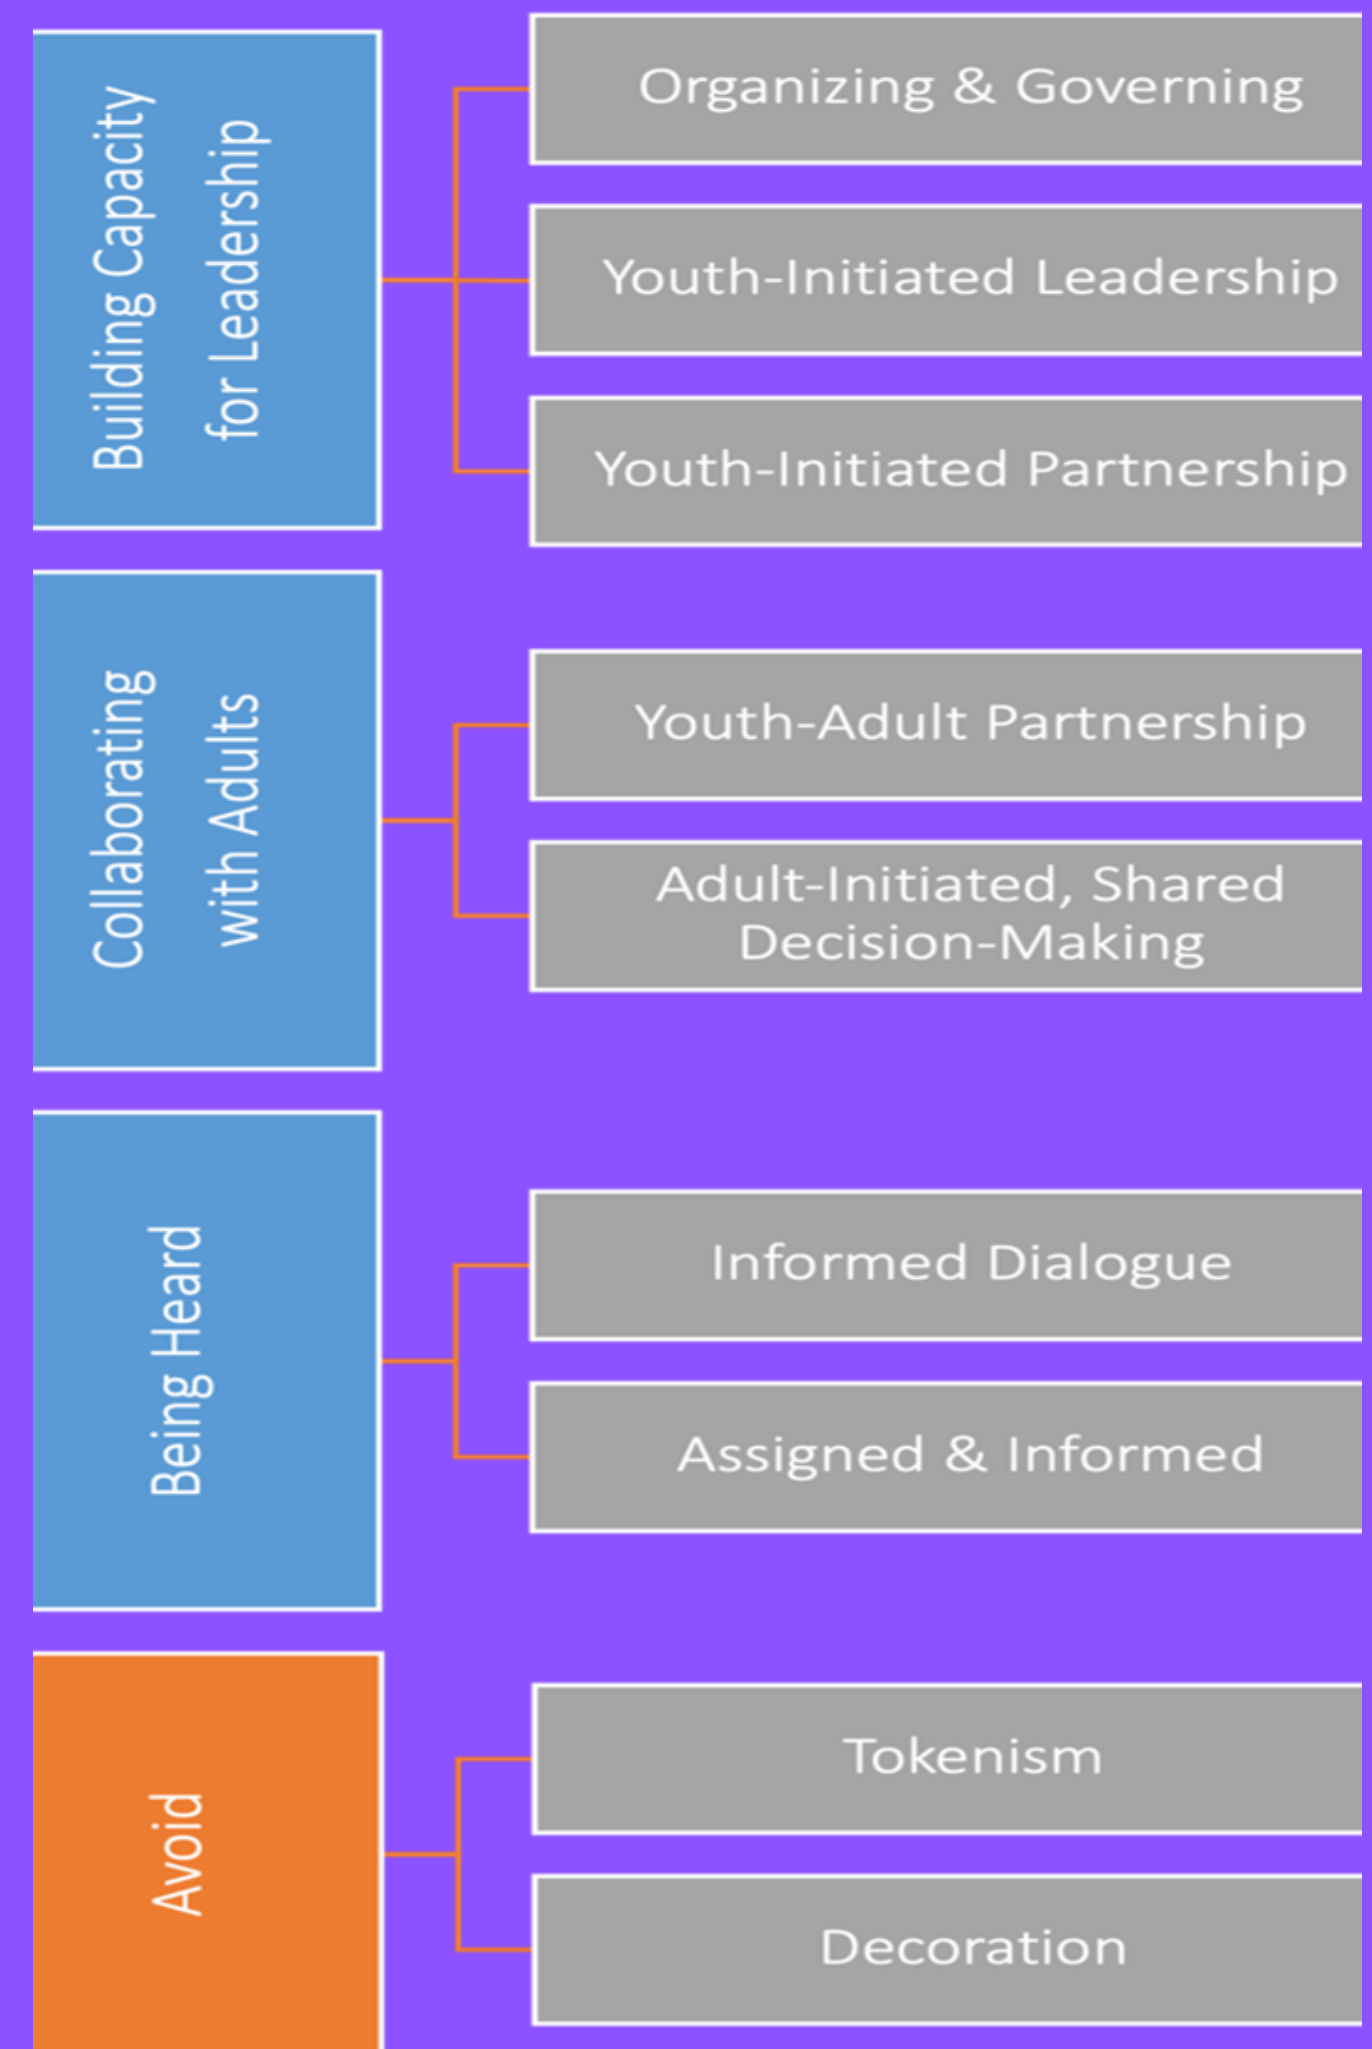 Building Capacity
for Leadership
Organizing & Governing
Youth-Initiated Leadership
Youth-Initiated Partnership
Collaborating
with Adults
Youth-Adult Partnership
Adult-Initiated, Shared
Decision-Making
Being Heard
Informed Dialogue
Assigned & Informed
Avoid
Tokenism
Decoration